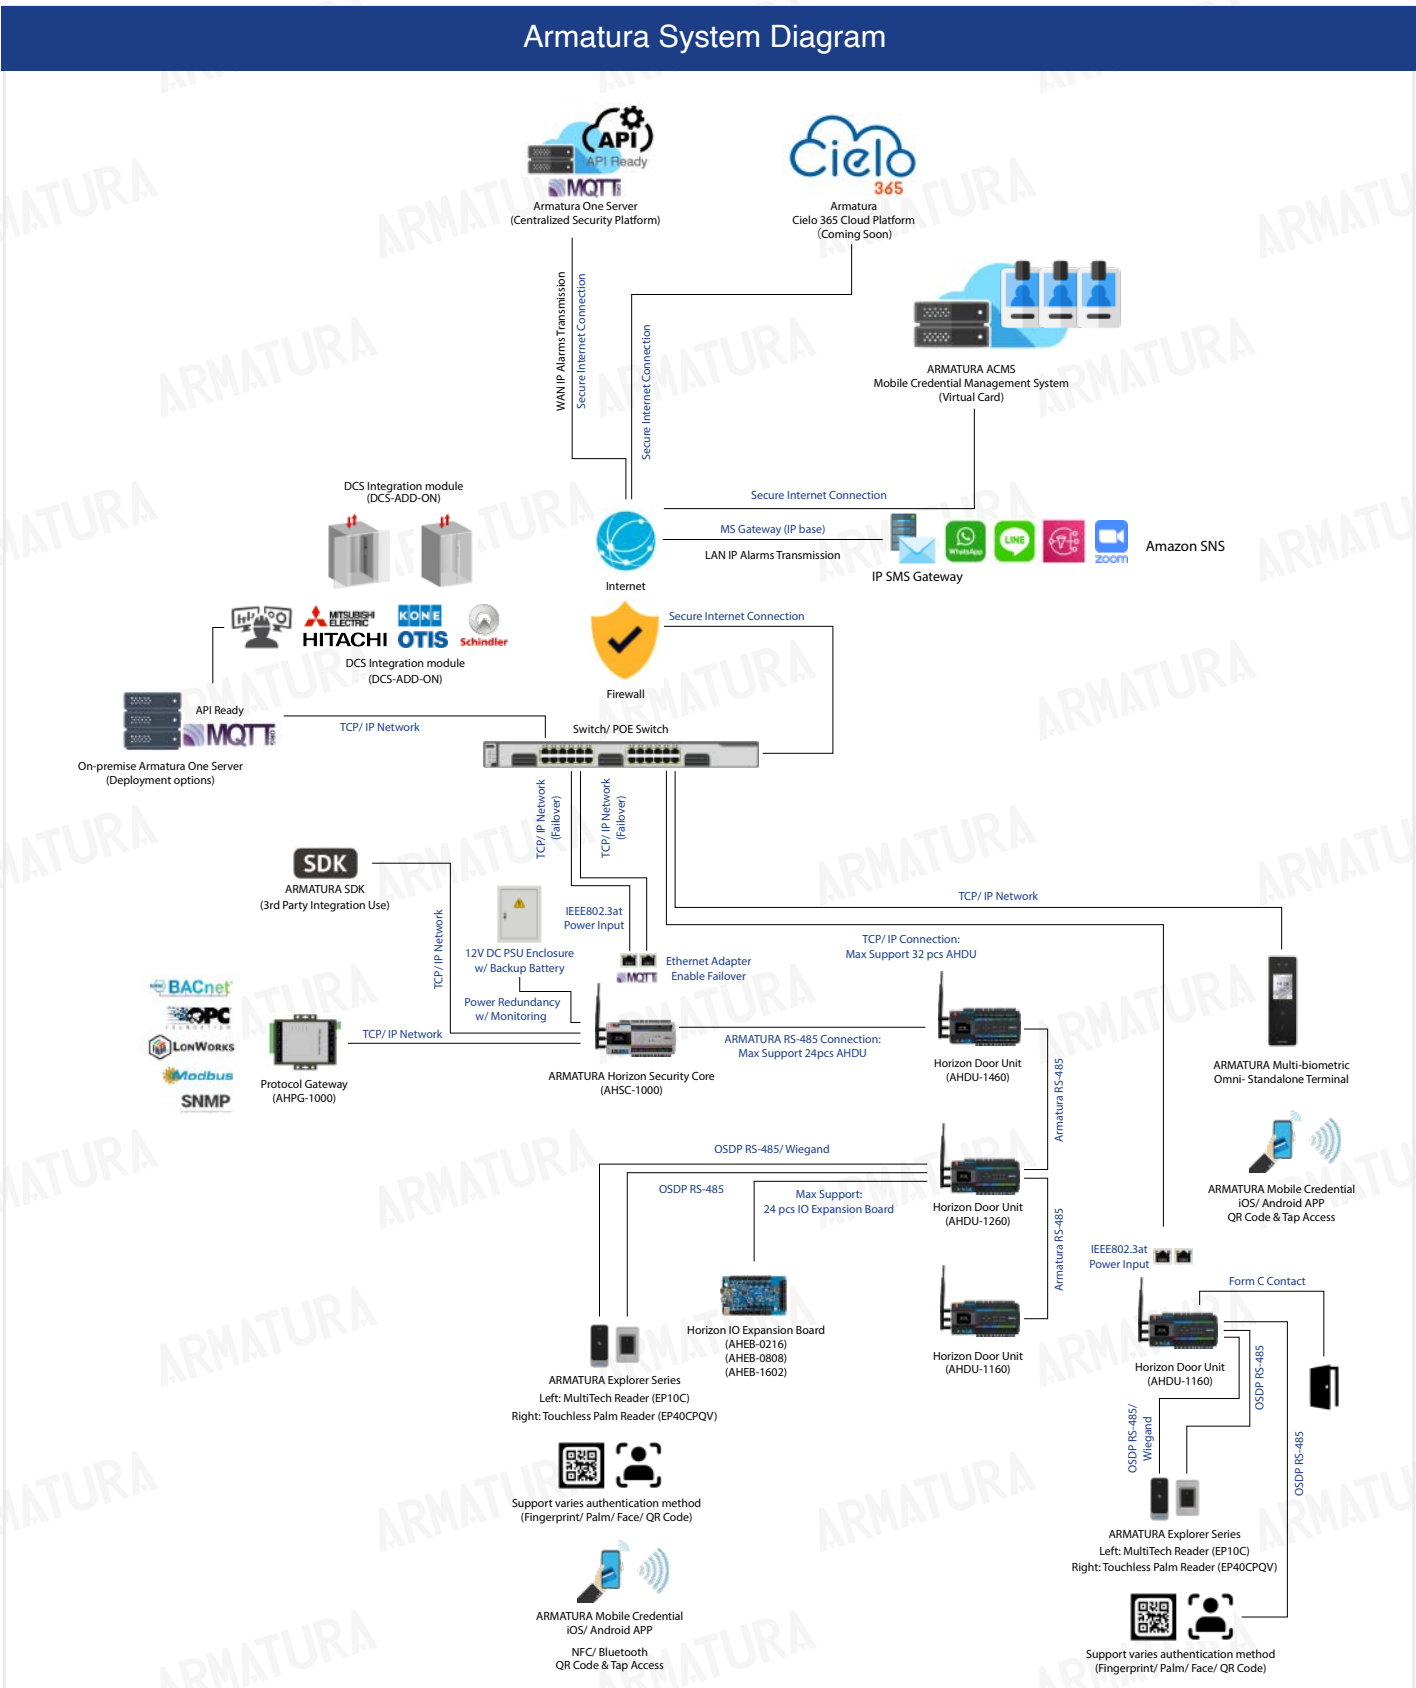 Armatura System Diagram
API
API Ready
MQTT
Armatura One Server
(Centralized Security Platform)
Cielo
365
Armatura
Cielo 365 Cloud Platform
(Coming Soon)
WAN IP Alarms Transmission
Secure Internet Connection
Secure Internet Connection
ARMATURA ACMS
Mobile Credential Management System
(Virtual Card)
Secure Internet Connection
MS Gateway (IP base)
LAN IP Alarms Transmission
Internet
IP SMS Gateway
WhatsApp
LINE
zoom
Amazon SNS
DCS Integration module
(DCS-ADD-ON)
MITSUBISHI
ELECTRIC
HITACHI
KONE
OTIS
Schindler
DCS Integration module
(DCS-ADD-ON)
Secure Internet Connection
Firewall
API Ready
MQTT
On-premise Armatura One Server
(Deployment options)
TCP/ IP Network
Switch/ POE Switch
TCP/ IP Network
(Failover)
TCP/ IP Network
(Failover)
SDK
ARMATURA SDK
(3rd Party Integration Use)
TCP/ IP Network
12V DC PSU Enclosure
w/ Backup Battery
Power Redundancy
w/ Monitoring
IEEE802.3at
Power Input
MQTT
Ethernet Adapter
Enable Failover
TCP/ IP Network
TCP/ IP Connection:
Max Support 32 pcs AHDU
BACnet
OPC
FOUNDATION
LONWORKS
Modbus
SNMP
Protocol Gateway
(AHPG-1000)
TCP/ IP Network
ARMATURA Horizon Security Core
(AHSC-1000)
ARMATURA RS-485 Connection:
Max Support 24pcs AHDU
Horizon Door Unit
(AHDU-1460)
Armatura RS-485
ARMATURA Multi-biometric
Omni- Standalone Terminal
ARMATURA Mobile Credential
iOS/ Android APP
QR Code & Tap Access
OSDP RS-485/ Wiegand
OSDP RS-485
Max Support:
24 pcs IO Expansion Board
Horizon Door Unit
(AHDU-1260)
Armatura RS-485
Horizon Door Unit
(AHDU-1160)
Horizon IO Expansion Board
(AHEB-0216)
(AHEB-0808)
(AHEB-1602)
ARMATURA Explorer Series
Left: MultiTech Reader (EP10C)
Right: Touchless Palm Reader (EP40CPQV)
Support varies authentication method
(Fingerprint/ Palm/ Face/ QR Code)
ARMATURA Mobile Credential
iOS/ Android APP
NFC/ Bluetooth
QR Code & Tap Access
IEEE802.3at
Power Input
Form C Contact
Horizon Door Unit
(AHDU-1160)
OSDP RS-485/
Wiegand
OSDP RS-485
OSDP RS-485
ARMATURA Explorer Series
Left: MultiTech Reader (EP10C)
Right: Touchless Palm Reader (EP40CPQV)
Support varies authentication method
(Fingerprint/ Palm/ Face/ QR Code)
ARMATURA